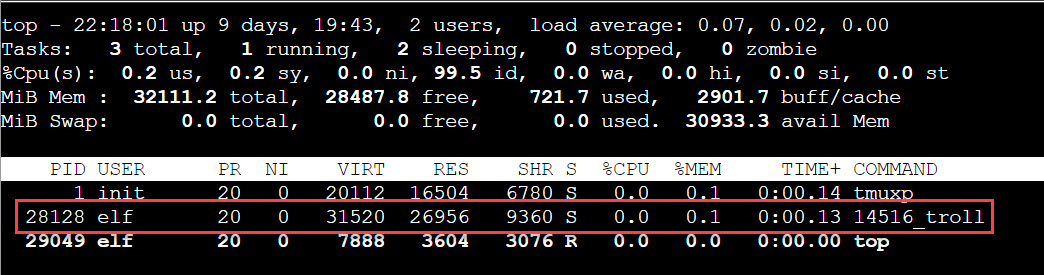 top - 22:18:01 up 9 days, 19:43,  2 users,  load average: 0.07, 0.02, 0.00
Tasks:   3 total,   1 running,   2 sleeping,   0 stopped,   0 zombie
%Cpu(s):  0.2 us,  0.2 sy,  0.0 ni, 99.5 id,  0.0 wa,  0.0 hi,  0.0 si,  0.0 st
MiB Mem :  32111.2 total,  28487.8 free,    721.7 used,   2901.7 buff/cache
MiB Swap:      0.0 total,      0.0 free,      0.0 used.  30933.3 avail Mem
PID USER      PR  NI    VIRT    RES    SHR S  %CPU  %MEM     TIME+ COMMAND
1 init      20   0   20112  16504   6780 S   0.0   0.1   0:00.14 tmuxp
28128 elf       20   0   31520  26956   9360 S   0.0   0.1   0:00.13 14516_troll
29049 elf       20   0    7888   3604   3076 R   0.0   0.0   0:00.00 top